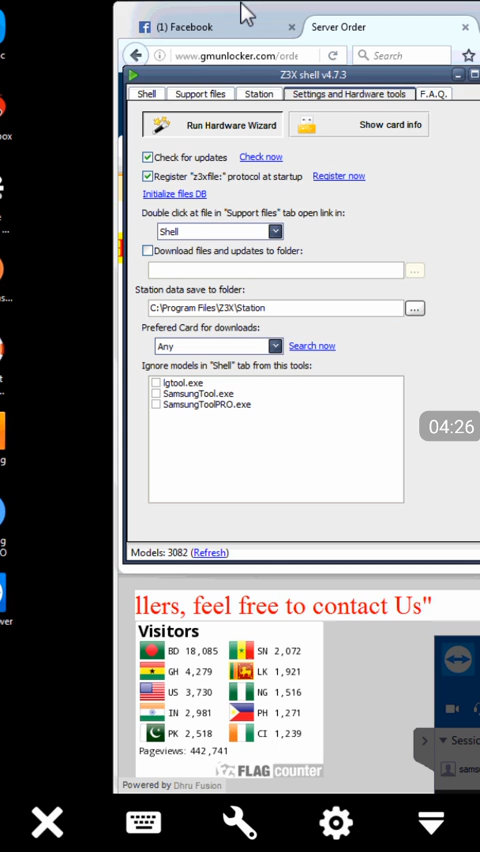 (1) Facebook
Server Order
www.gmunlocker.com/orde
Search
Z3X shell v4.7.3
Shell
Support files
Station
Settings and Hardware tools
F.A.Q.
Run Hardware Wizard
Show card info
Check for updates
Check now
Register "z3xfile:" protocol at startup
Register now
Initialize files DB
Double click at file in "Support files" tab open link in:
Shell
Download files and updates to folder:
...
Station data save to folder:
C:\Program Files\Z3X\Station
...
Prefered Card for downloads:
Any
Search now
Ignore models in "Shell" tab from this tools:
lgtool.exe
SamsungTool.exe
SamsungToolPRO.exe
04:26
Models: 3082 (Refresh)
llers, feel free to contact Us"
Visitors
BD 18,085
SN 2,072
GH 4,279
LK 1,921
US 3,730
NG 1,516
IN 2,981
PH 1,271
PK 2,518
CI 1,239
Pageviews: 442,741
FLAG counter
Powered by Dhru Fusion
Sessio
sams
c
box
s...
t
g
g
O
wer